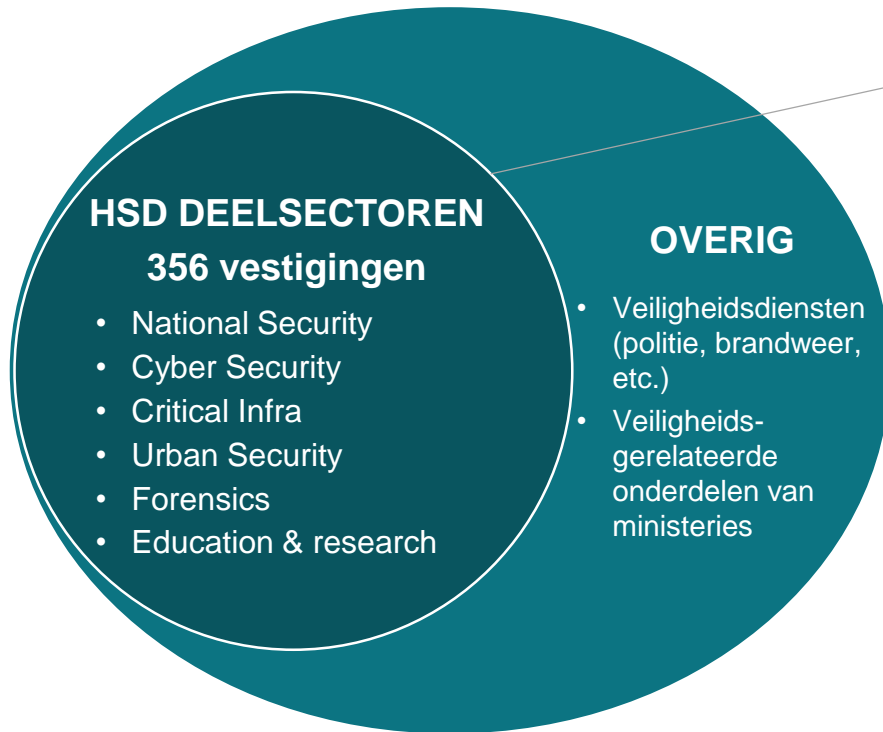 HSD DEELSECTOREN
356 vestigingen
• National Security
• Cyber Security
• Critical Infra
• Urban Security
• Forensics
• Education & research
OVERIG
• Veiligheidsdiensten
(politie, brandweer,
etc.)
• Veiligheids-
gerelateerde
onderdelen van
ministeries